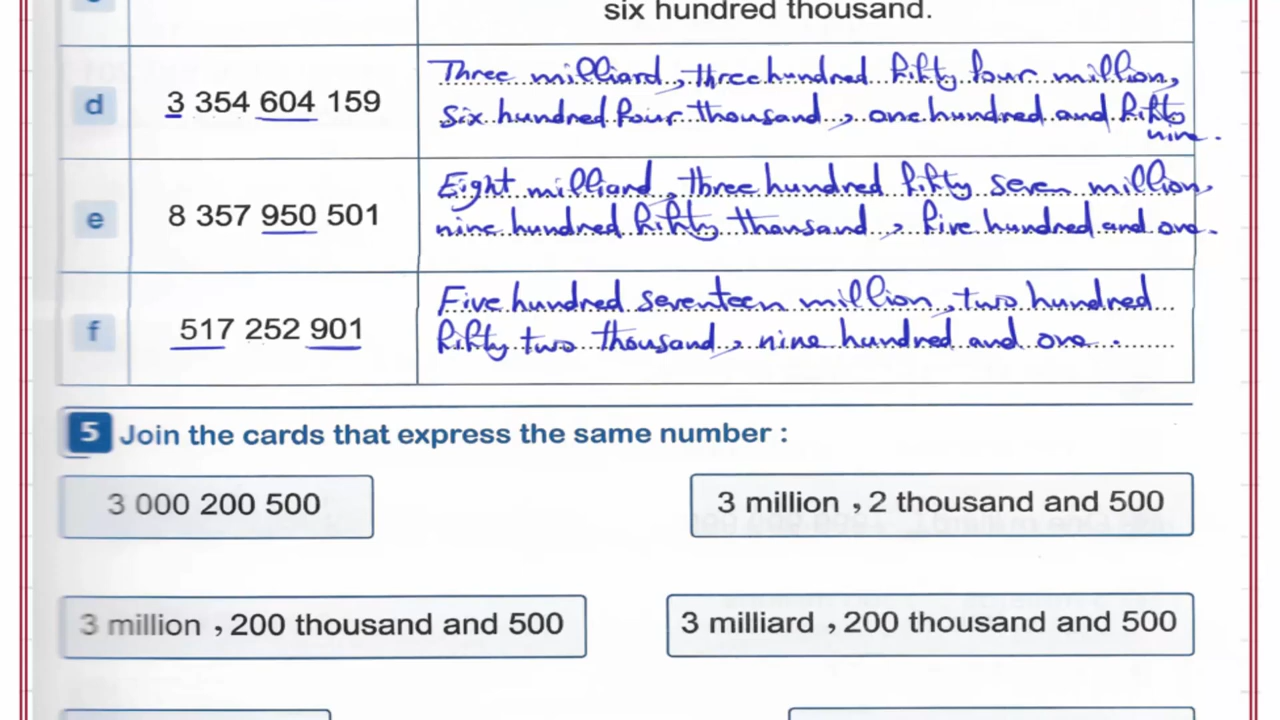 six hundred thousand.
d
3 354 604 159
Three milliard, three hundred fifty four million,
six hundred four thousand, one hundred and fifty
nine.
e
8 357 950 501
Eight milliard, three hundred fifty seven million,
nine hundred fifty thousand, five hundred and one.
f
517 252 901
Five hundred seventeen million, two hundred
fifty two thousand, nine hundred and one.
5 Join the cards that express the same number :
3 000 200 500
3 million , 2 thousand and 500
3 million , 200 thousand and 500
3 milliard , 200 thousand and 500